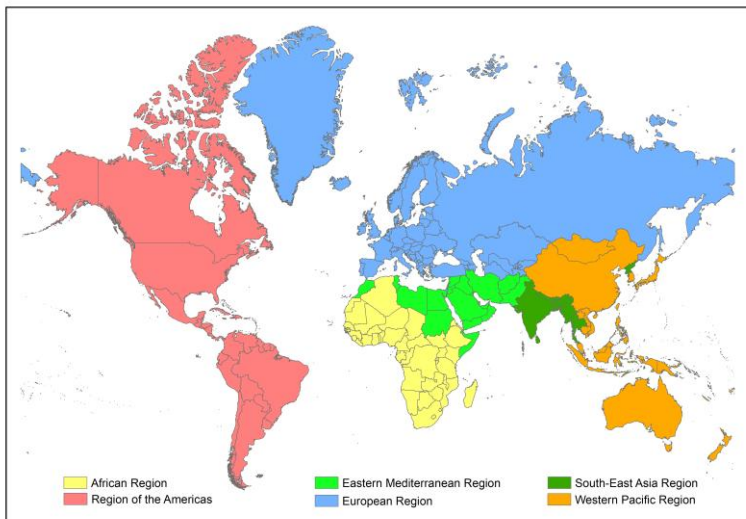 African Region
Region of the Americas
Eastern Mediterranean Region
European Region
South-East Asia Region
Western Pacific Region